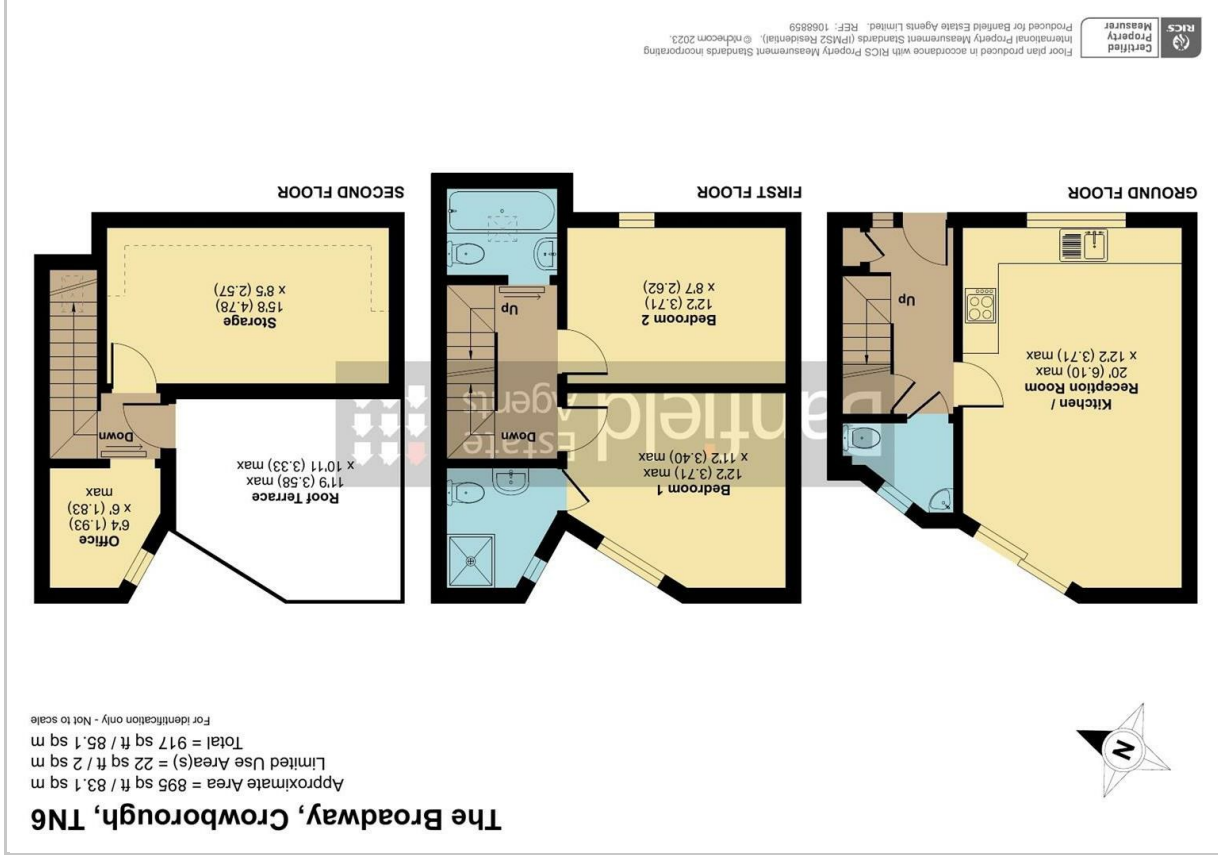 The Broadway, Crowborough, TN6
Approximate Area = 895 sq ft / 83.1 sq m
Limited Use Area(s) = 22 sq ft / 2 sq m
Total = 917 sq ft / 85.1 sq m
For identification only - Not to scale
N
Office
6'4 (1.93)
x 6' (1.83)
max
Roof Terrace
11'9 (3.58) max
x 10'11 (3.33) max
Down
Storage
15'8 (4.78)
x 8'5 (2.57)
SECOND FLOOR
Bedroom 1
12'2 (3.71) max
x 11'2 (3.40) max
Down
Up
Bedroom 2
12'2 (3.71)
x 8'7 (2.62)
FIRST FLOOR
Kitchen /
Reception Room
20' (6.10) max
x 12'2 (3.71) max
Up
GROUND FLOOR
Banfield
Estate
Agents
Certified
Property
Measurer
RICS
Floor plan produced in accordance with RICS Property Measurement Standards incorporating
International Property Measurement Standards (IPMS2 Residential). ©nichecom 2023.
Produced for Banfield Estate Agents Limited. REF: 1068859